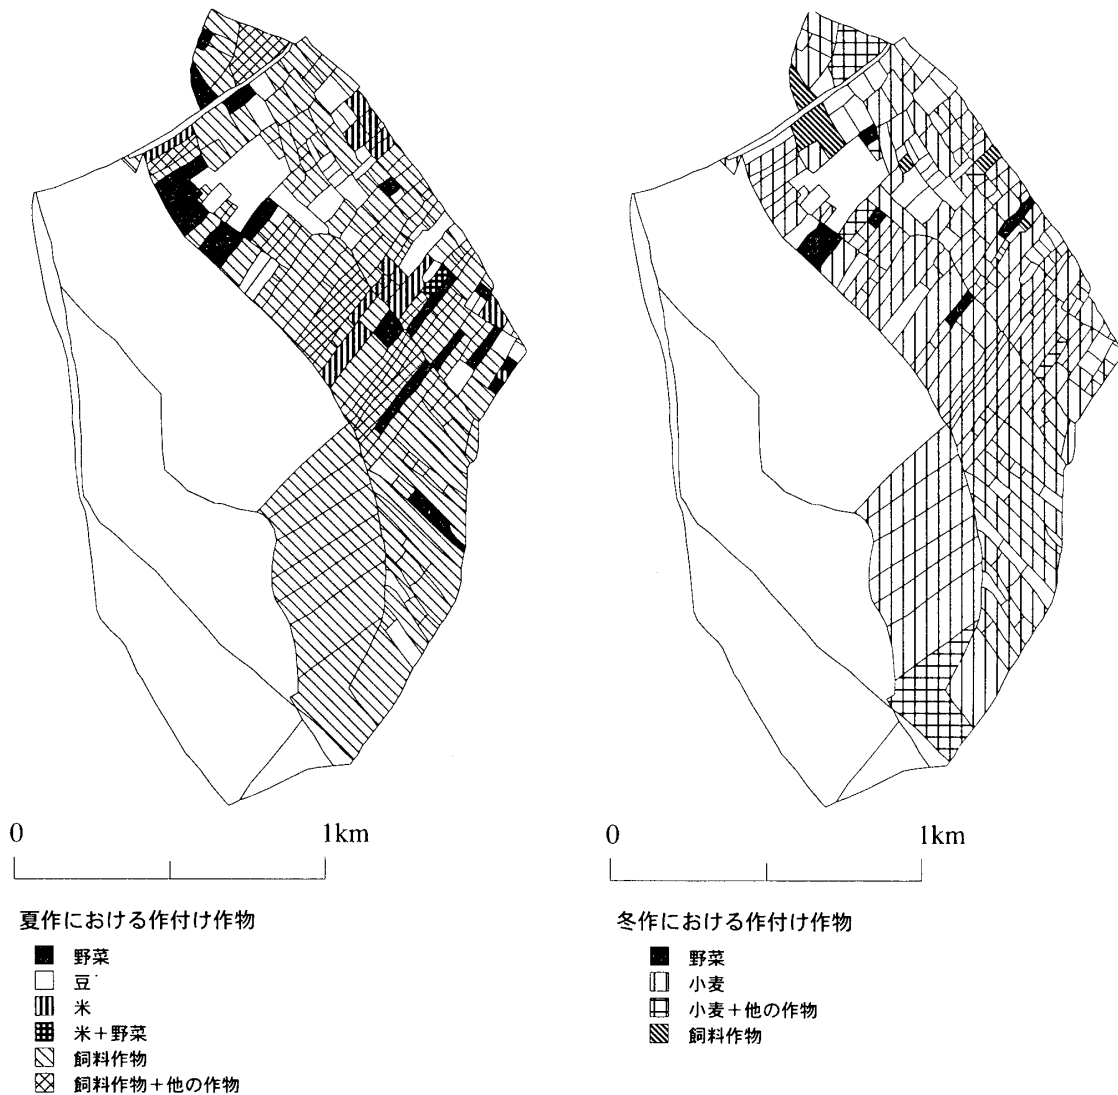 0 1km
夏作における作付け作物
野菜
豆
米
米+野菜
飼料作物
飼料作物+他の作物
0 1km
冬作における作付け作物
野菜
小麦
小麦+他の作物
飼料作物